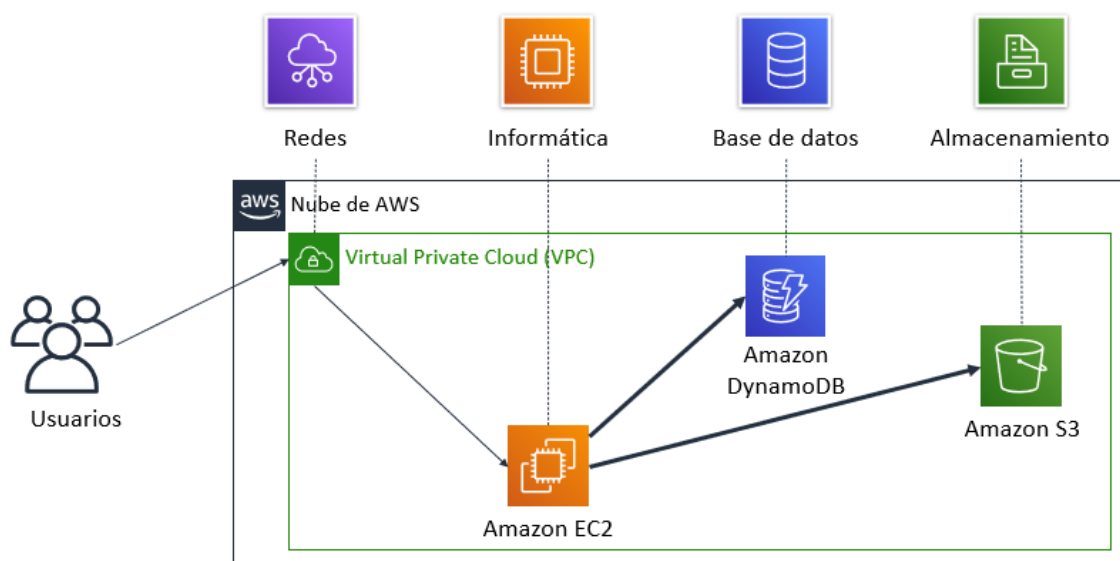 Redes
Informática
Base de datos
Almacenamiento
aws
Nube de AWS
Virtual Private Cloud (VPC)
Usuarios
Amazon
DynamoDB
Amazon S3
Amazon EC2